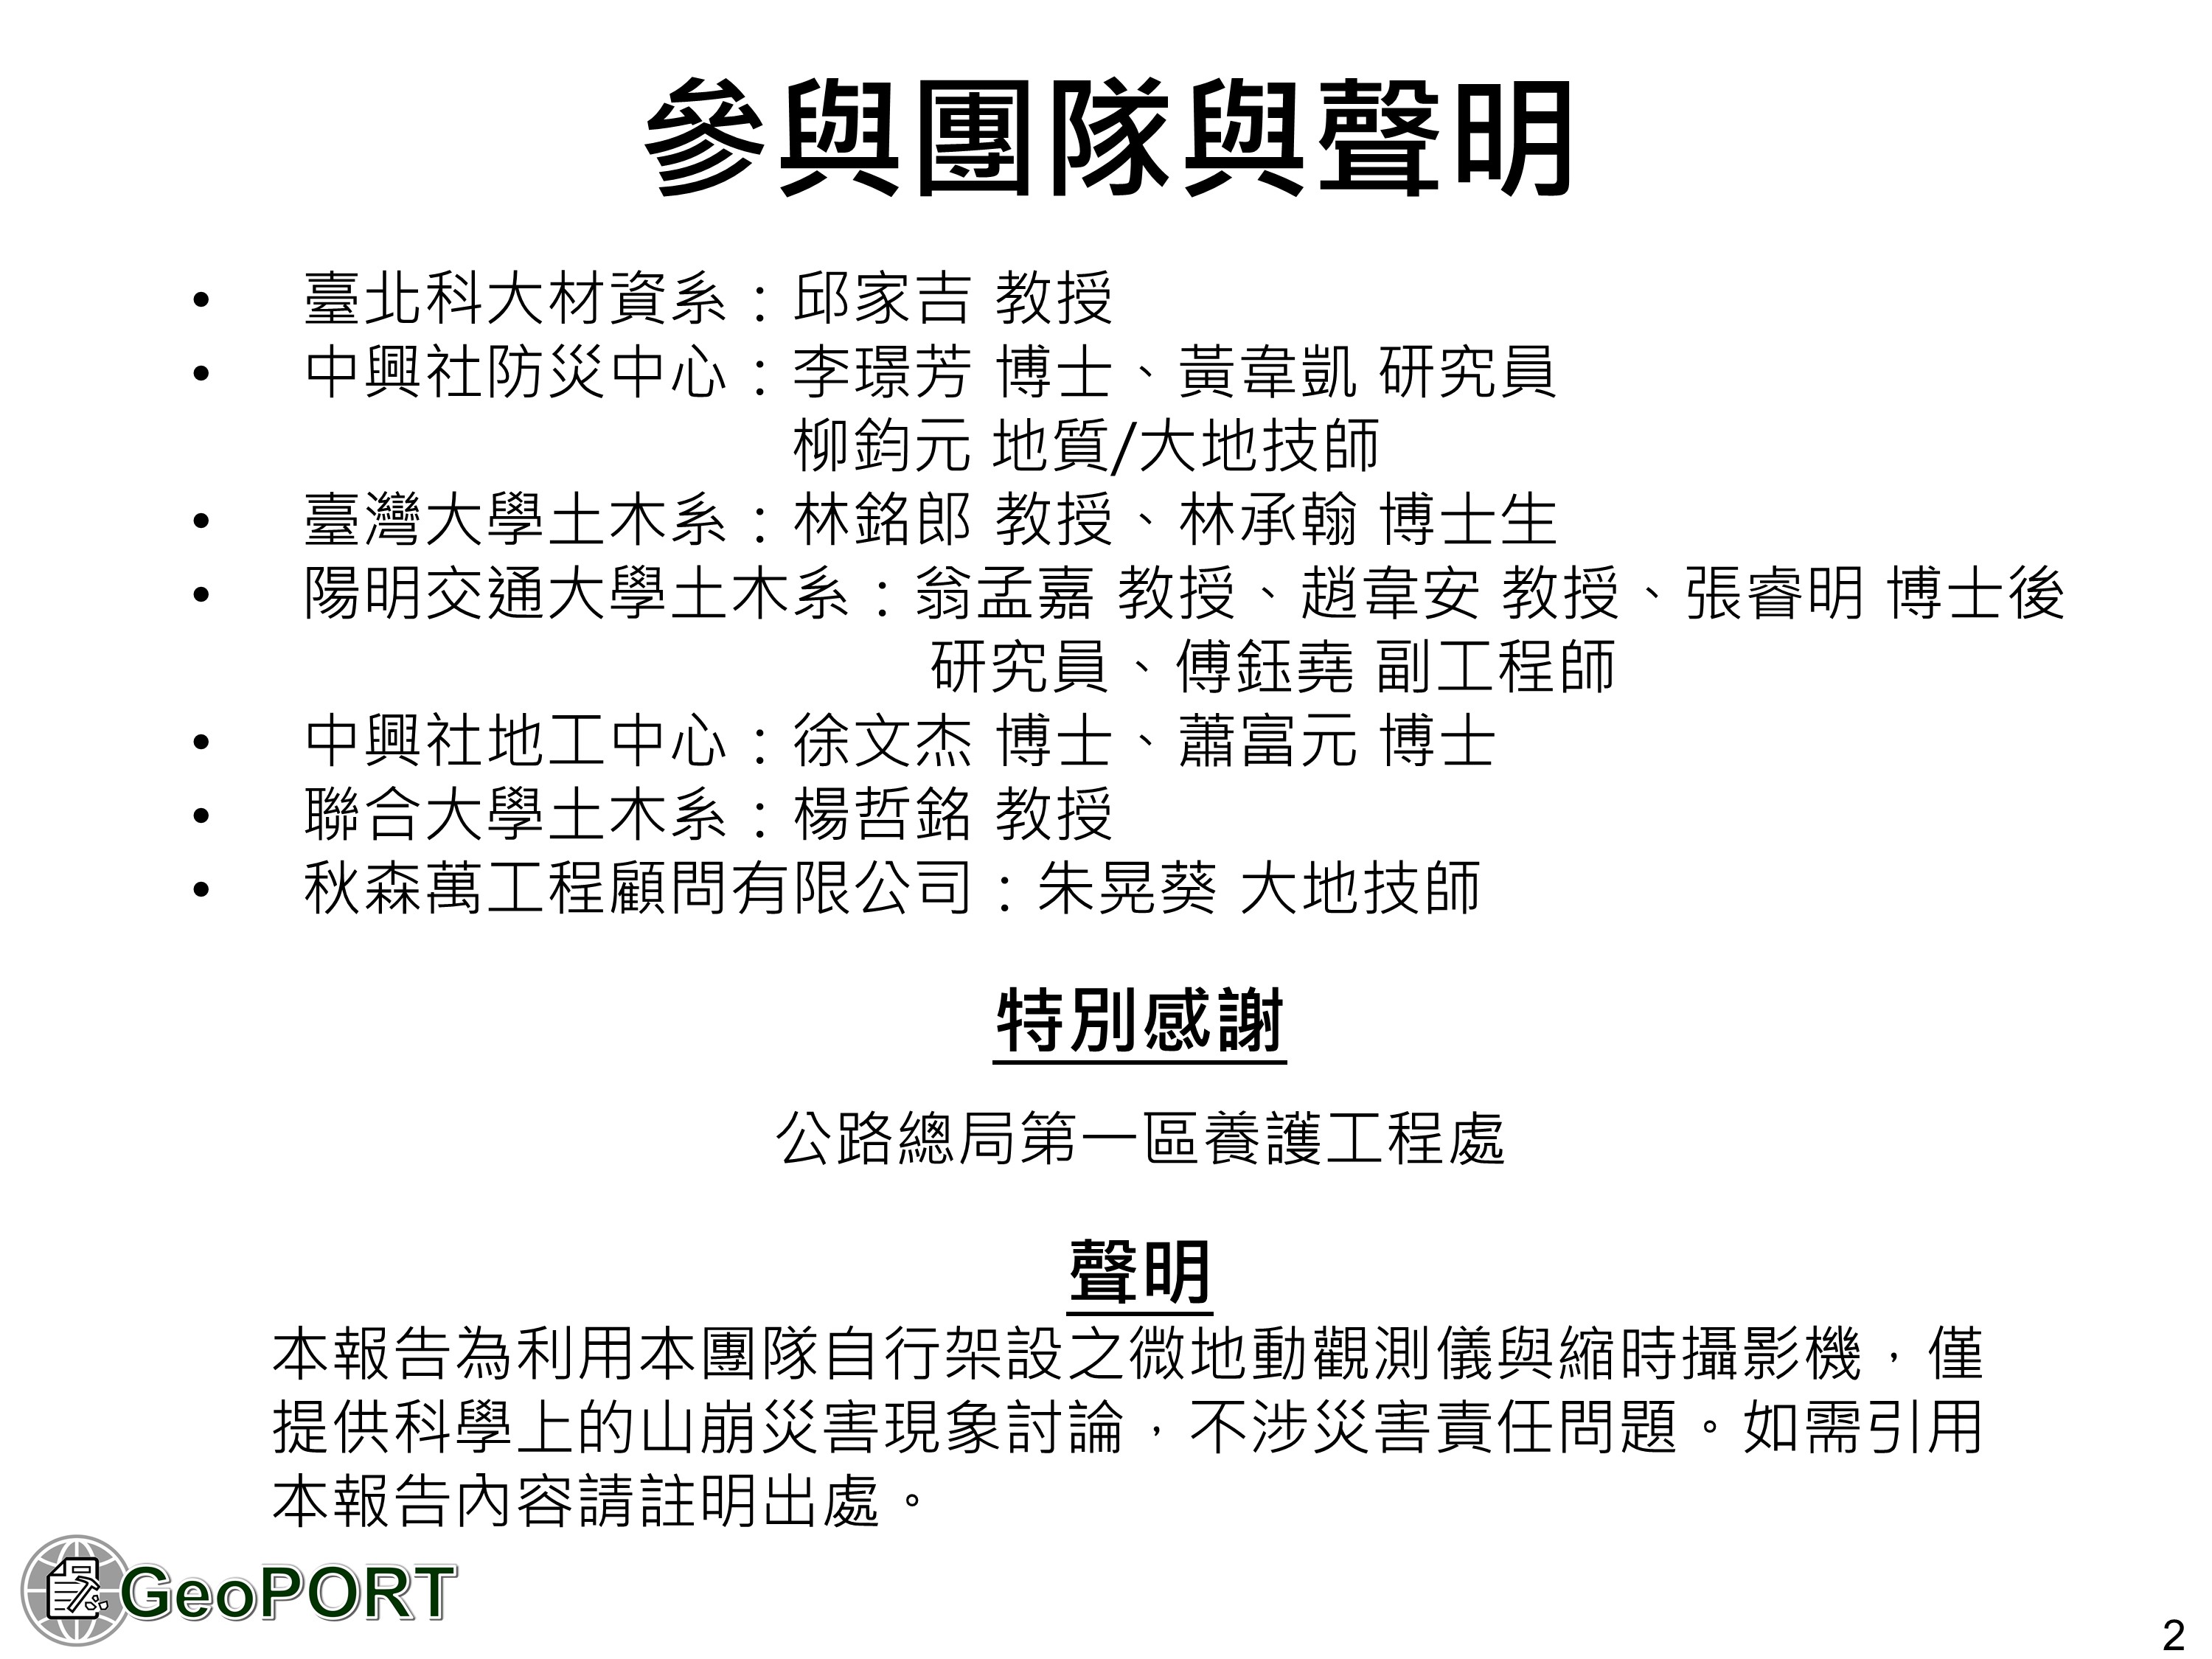 參與團隊與聲明
• 臺北科大材資系：邱家吉 教授
• 中興社防災中心：李璟芳 博士、黃韋凱 研究員
柳鈞元 地質/大地技師
• 臺灣大學土木系：林銘郎 教授、林承翰 博士生
• 陽明交通大學土木系：翁孟嘉 教授、趙韋安 教授、張睿明 博士後
研究員、傅鈺堯 副工程師
• 中興社地工中心：徐文杰 博士、蕭富元 博士
• 聯合大學土木系：楊哲銘 教授
• 秋森萬工程顧問有限公司：朱晃葵 大地技師
特別感謝
公路總局第一區養護工程處
聲明
本報告為利用本團隊自行架設之微地動觀測儀與縮時攝影機，僅
提供科學上的山崩災害現象討論，不涉災害責任問題。如需引用
本報告內容請註明出處。
GeoPORT
2